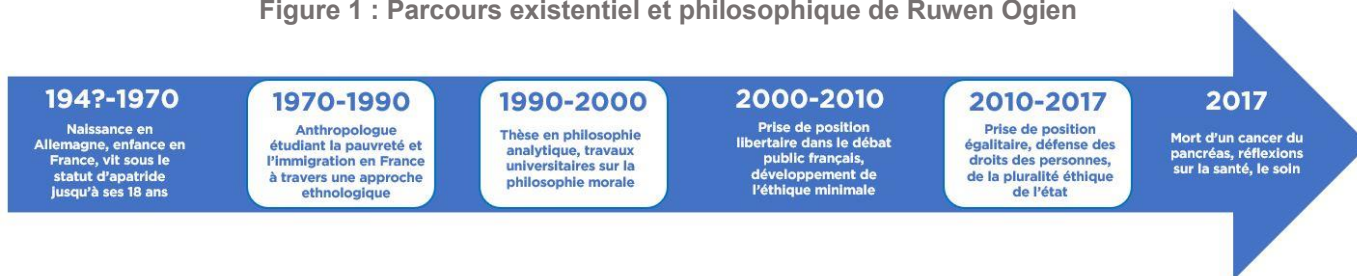 Figure 1 : Parcours existentiel et philosophique de Ruwen Ogien
194?-1970
Naissance en
Allemagne, enfance en
France, vit sous le
statut d'apatride
jusqu'à ses 18 ans
1970-1990
Anthropologue
étudiant la pauvreté et
l'immigration en France
à travers une approche
ethnologique
1990-2000
Thèse en philosophie
analytique, travaux
universitaires sur la
philosophie morale
2000-2010
Prise de position
libertaire dans le débat
public français,
développement de
l'éthique minimale
2010-2017
Prise de position
égalitaire, défense des
droits des personnes,
de la pluralité éthique
de l'état
2017
Mort d'un cancer du
pancréas, réflexions
sur la santé, le soin